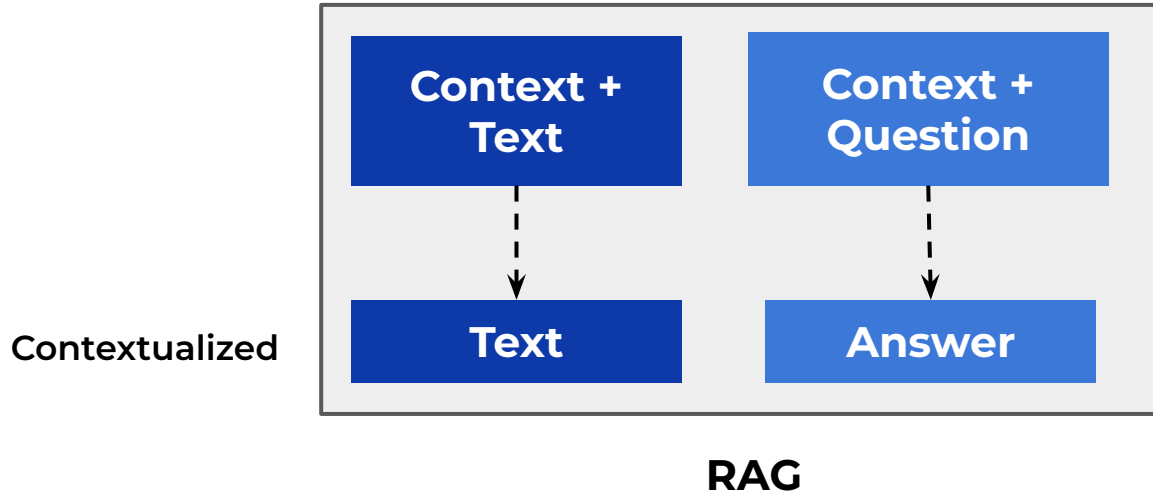 Context +
Text
Context +
Question
Text
Answer
Contextualized
RAG